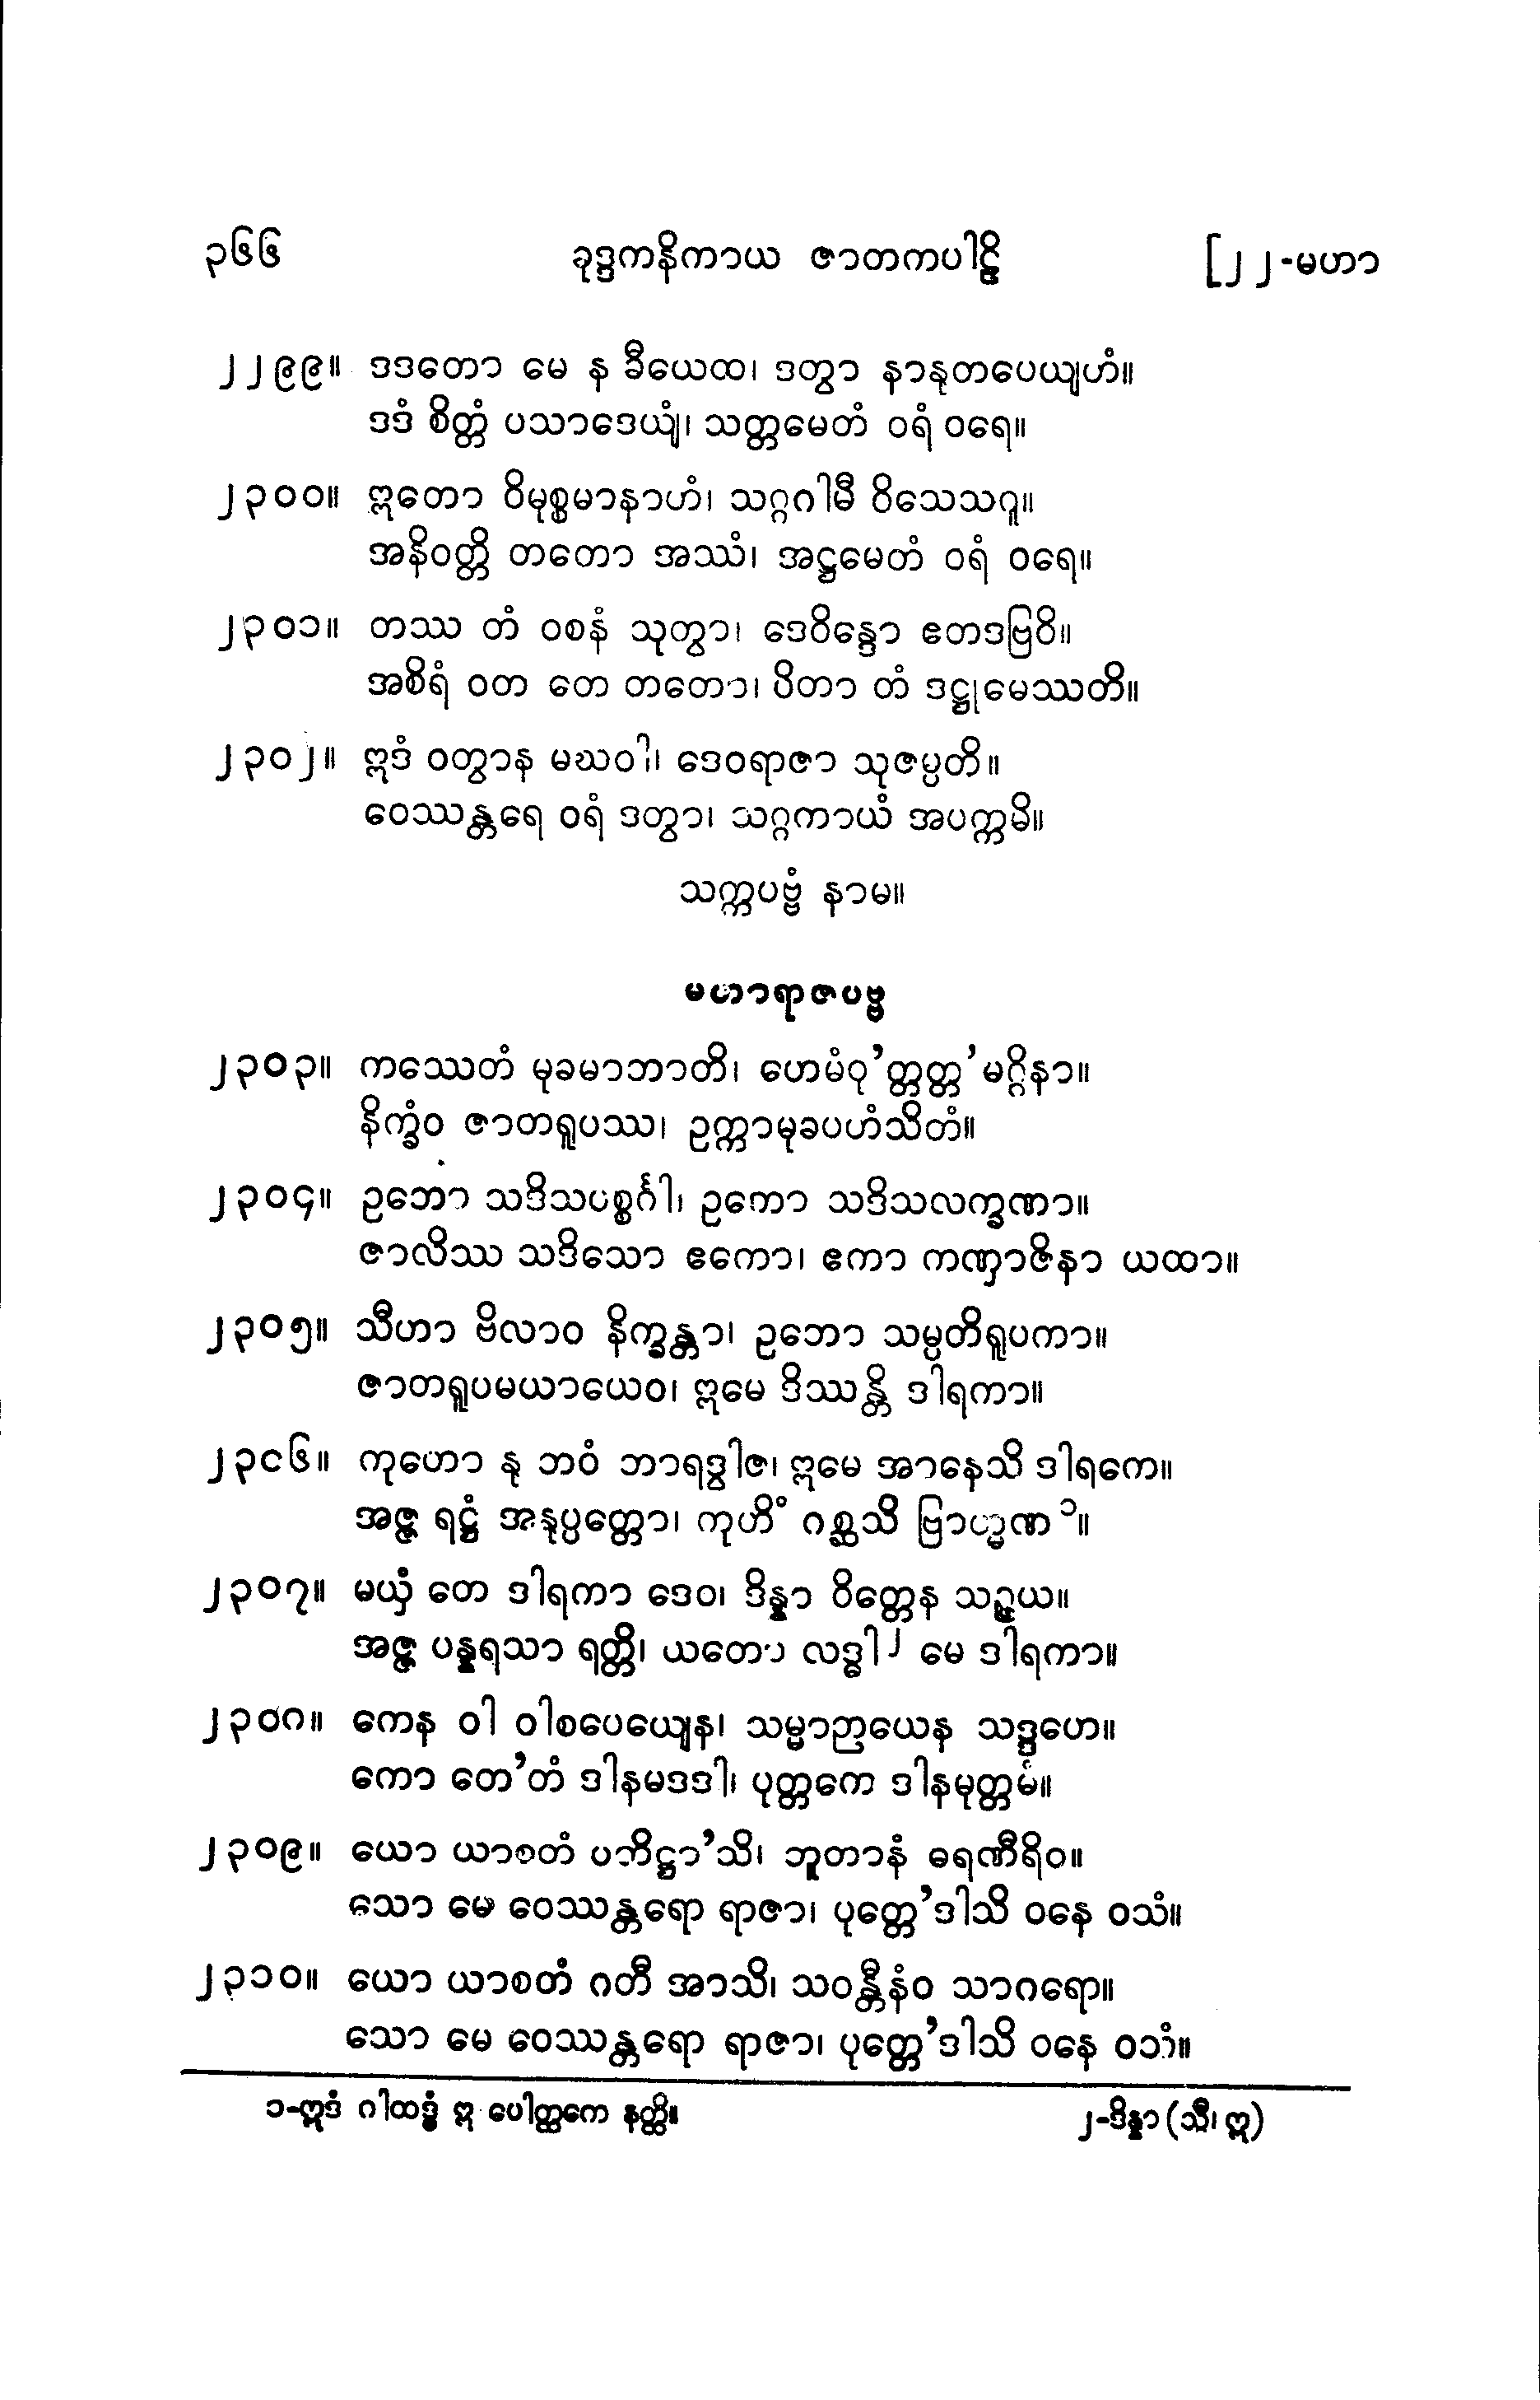 ၃၆၆ ခုဒ္ဒကနိကာယ ဇာတကပါဠိ [၂၂-မဟာ
၂၂၉၉။ ဒဒတော မေ န ခီယေထ၊ ဒတွာ နာနုတပေယျဟံ။
ဒဒံ စိတ္တံ ပသာဒေယျံ၊ သတ္တမေတံ ဝရံ ဝရေ။
၂၃၀၀။ ဣတော ဝိမုစ္စမာနာဟံ၊ သဂ္ဂဂါမီ ဝိသေသဂူ။
အနိဝတ္တိ တတော အဿံ၊ အဋ္ဌမေတံ ဝရံ ဝရေ။
၂၃၀၁။ တဿ တံ ဝစနံ သုတွာ၊ ဒေဝိန္ဒော ဧတဒဗြဝိ။
အစိရံ ဝတ တေ တတော၊ ပိတာ တံ ဒဋ္ဌုမေဿတိ။
၂၃၀၂။ ဣဒံ ဝတွာန မဃဝါ၊ ဒေဝရာဇာ သုဇမ္ပတိ။
ဝေဿန္တရေ ဝရံ ဒတွာ၊ သဂ္ဂကာယံ အပက္ကမိ။
သက္ကပဗ္ဗံ နာမ။
မဟာရာဇပဗ္ဗ
၂၃၀၃။ ကဿေတံ မုခမာဘာတိ၊ ဟေမံဝု’တ္တတ္တ’မဂ္ဂိနာ။
နိက္ခံဝ ဇာတရူပဿ၊ ဥက္ကာမုခပဟံသိတံ။
၂၃၀၄။ ဥဘော သဒိသပစ္စင်္ဂါ၊ ဥကော သဒိသလက္ခဏာ။
ဇာလိဿ သဒိသော ဧကော၊ ဧကာ ကဏှာဇိနာ ယထာ။
၂၃၀၅။ သီဟာ ဗိလာဝ နိက္ခန္တာ၊ ဥဘော သမ္ပတိရူပကာ။
ဇာတရူပမယာယေဝ၊ ဣမေ ဒိဿန္တိ ဒါရကာ။
၂၃၀၆။ ကုဟော နု ဘဝံ ဘာရဒွါဇ၊ ဣမေ အာနေသိ ဒါရကေ။
အဇ္ဇ ရဋ္ဌံ အနုပ္ပတ္တော၊ ကုဟိံ ဂစ္ဆသိ ဗြာဟ္မဏ ၁။
၂၃၀၇။ မယှံ တေ ဒါရကာ ဒေဝ၊ ဒိန္နာ ဝိတ္တေန သဉ္စယ။
အဇ္ဇ ပန္နရသာ ရတ္တိ၊ ယတော လဒ္ဓါ ၂ မေ ဒါရကာ။
၂၃၀၈။ ကေန ဝါ ဝါစပေယျေန၊ သမ္မာဉာယေန သဒ္ဒဟေ။
ကော တေ’တံ ဒါနမဒဒါ၊ ပုတ္တကေ ဒါနမုတ္တမံ။
၂၃၀၉။ ယော ယာစတံ ပတိဋ္ဌာ’သိ၊ ဘူတာနံ ဓရဏီရိဝ။
သော မေ ဝေဿန္တရော ရာဇာ၊ ပုတ္တေ’ဒါသိ ဝနေ ဝသံ။
၂၃၁၀။ ယော ယာစတံ ဂတီ အာသိ၊ သဝန္တီနံဝ သာဂရော။
သော မေ ဝေဿန္တရော ရာဇာ၊ ပုတ္တေ’ဒါသိ ဝနေ ဝသံ။
၁-ဣဒံ ဂါထဒ္ဓံ ဣ ပေါတ္ထကေ နတ္ထိ။ ၂-ဒိန္နာ (သီ၊ ဣ)